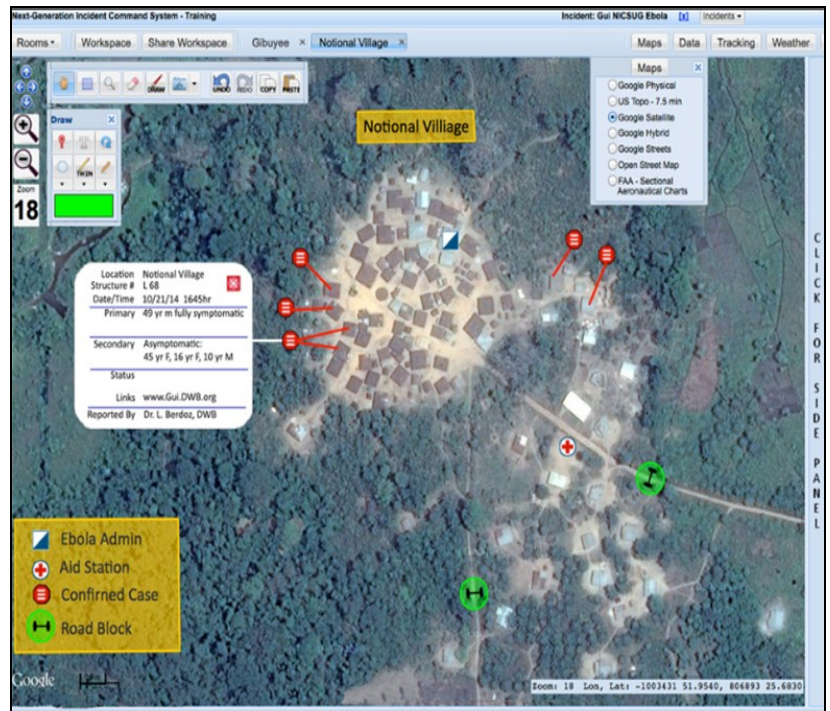 Next-Generation Incident Command System - Training
Incident: Gui NICSUG Ebola [x] Incidents
Rooms Workspace Share Workspace Gibuyee × Notional Village × Maps Data Tracking Weather
DRAW UNDO REDO COPY PASTE
Maps X
Google Physical
US Topo - 7.5 min
Google Satellite
Google Hybrid
Google Streets
Open Street Map
FAA - Sectional
Aeronautical Charts
Draw X
THIN
Zoom
18
Notional Villiage
Location Notional Village
Structure # L 68
Date/Time 10/21/14 1645hr
Primary 49 yr m fully symptomatic
Secondary Asymptomatic:
45 yr F, 16 yr F, 10 yr M
Status
Links www.Gui.DWB.org
Reported By Dr. L. Berdoz, DWB
CLICK FOR SIDE PANEL
Ebola Admin
Aid Station
Confirmed Case
Road Block
Google
Zoom: 18 Lon, Lat: -1003431 51.9540, 806893 25.6830